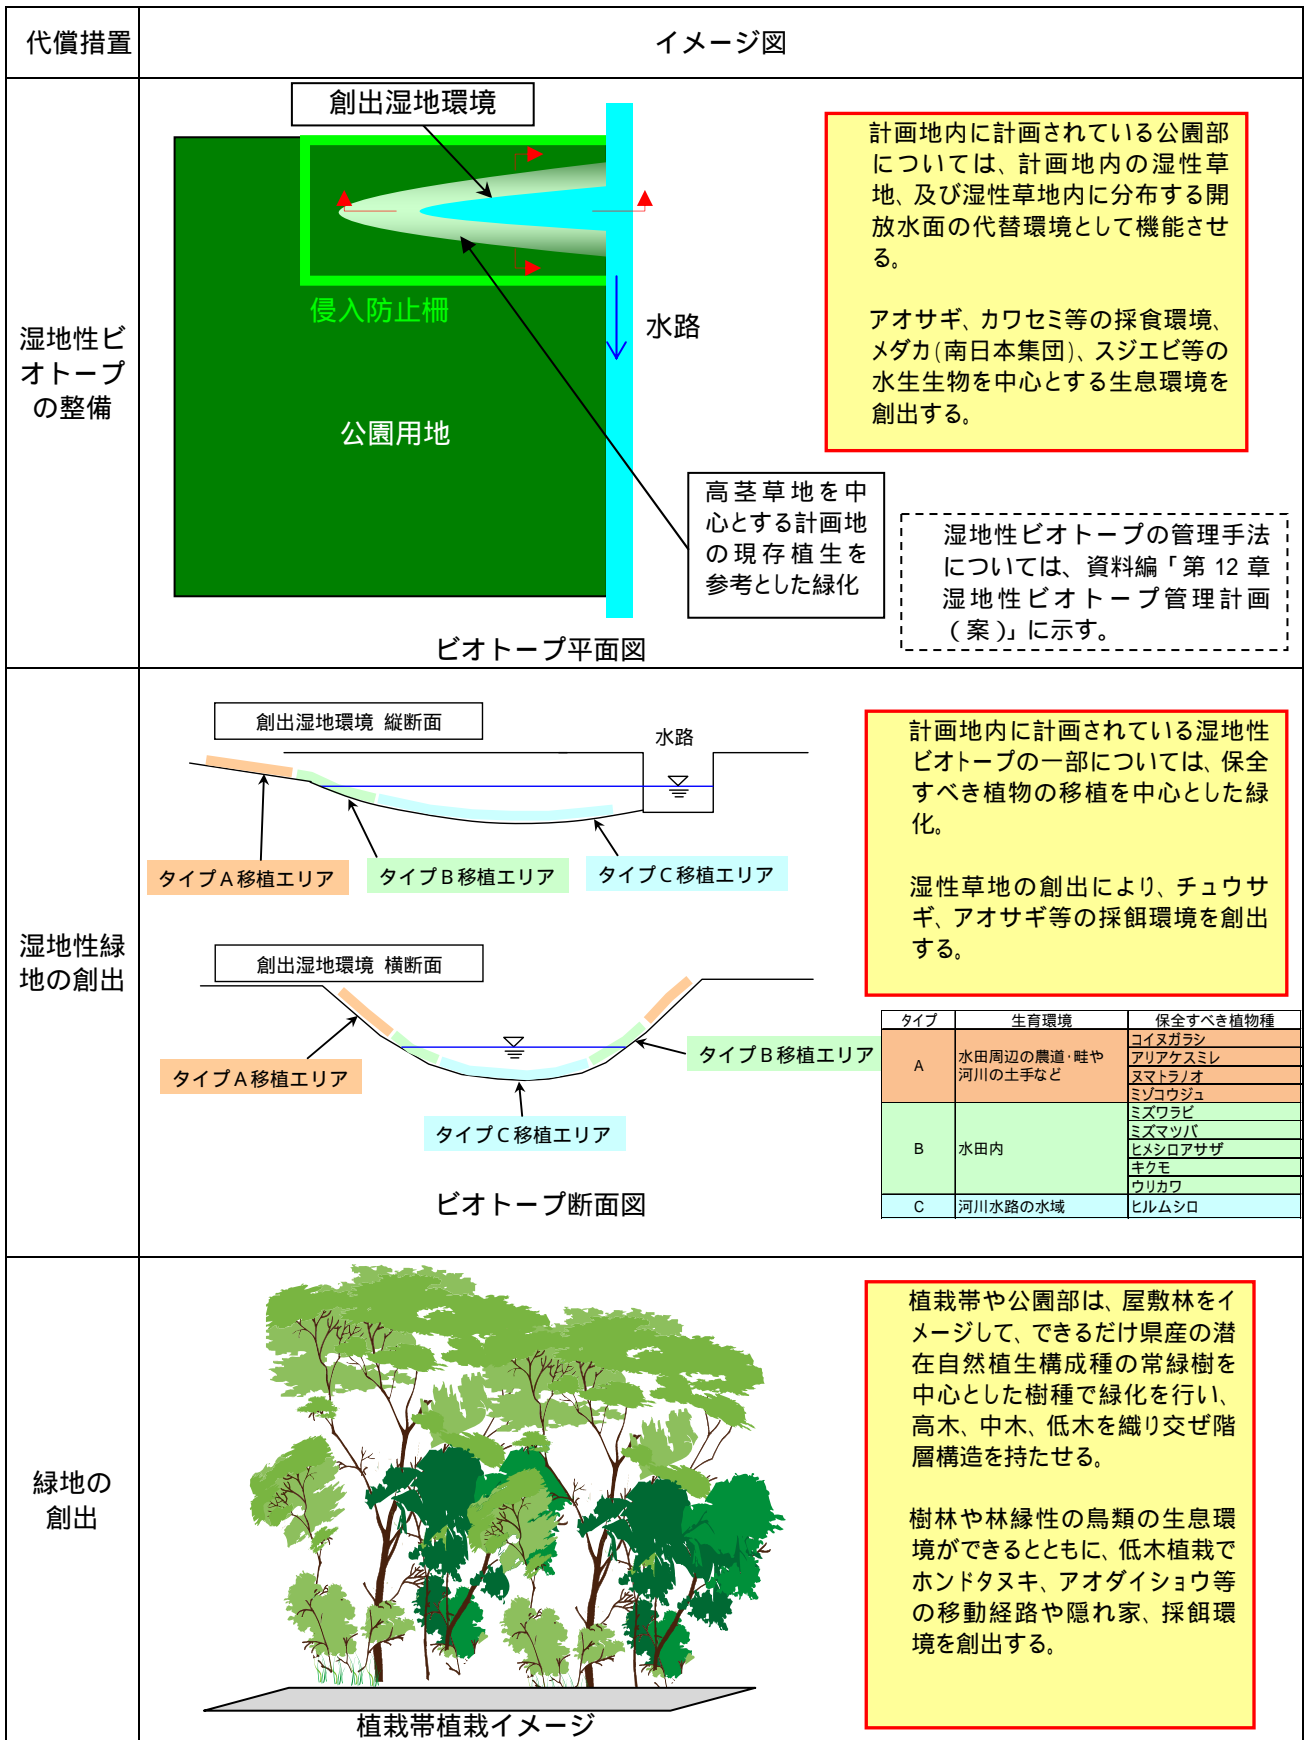 代償措置
イメージ図
湿地性ビ
オトープ
の整備
創出湿地環境
侵入防止柵
水路
公園用地
高茎草地を中
心とする計画地
の現存植生を
参考とした緑化
ビオトープ平面図
計画地内に計画されている公園部
については、計画地内の湿性草
地、及び湿性草地内に分布する開
放水面の代替環境として機能させ
る。
アオサギ、カワセミ等の採食環境、
メダカ(南日本集団)、スジエビ等の
水生生物を中心とする生息環境を
創出する。
湿地性ビオトープの管理手法
については、資料編「第 12 章
湿地性ビオトープ管理計画
（案）」に示す。
湿地性緑
地の創出
創出湿地環境 縦断面
水路
タイプA移植エリア
タイプB移植エリア
タイプC移植エリア
創出湿地環境 横断面
タイプA移植エリア
タイプB移植エリア
タイプC移植エリア
ビオトープ断面図
計画地内に計画されている湿地性
ビオトープの一部については、保全
すべき植物の移植を中心とした緑
化。
湿性草地の創出により、チュウサ
ギ、アオサギ等の採餌環境を創出
する。
タイプ 生育環境 保全すべき植物種
A 水田周辺の農道・畦や
河川の土手など
コイヌガラシ
アリアケスミレ
ヌマトラノオ
ミゾコウジュ
B 水田内
ミズワラビ
ミズマツバ
ヒメシロアサザ
キクモ
ウリカワ
C 河川水路の水域 ヒルムシロ
緑地の
創出
植栽帯植栽イメージ
植栽帯や公園部は、屋敷林をイ
メージして、できるだけ県産の潜
在自然植生構成種の常緑樹を
中心とした樹種で緑化を行い、
高木、中木、低木を織り交ぜ階
層構造を持たせる。
樹林や林縁性の鳥類の生息環
境ができるとともに、低木植栽で
ホンドタヌキ、アオダイショウ等
の移動経路や隠れ家、採餌環
境を創出する。